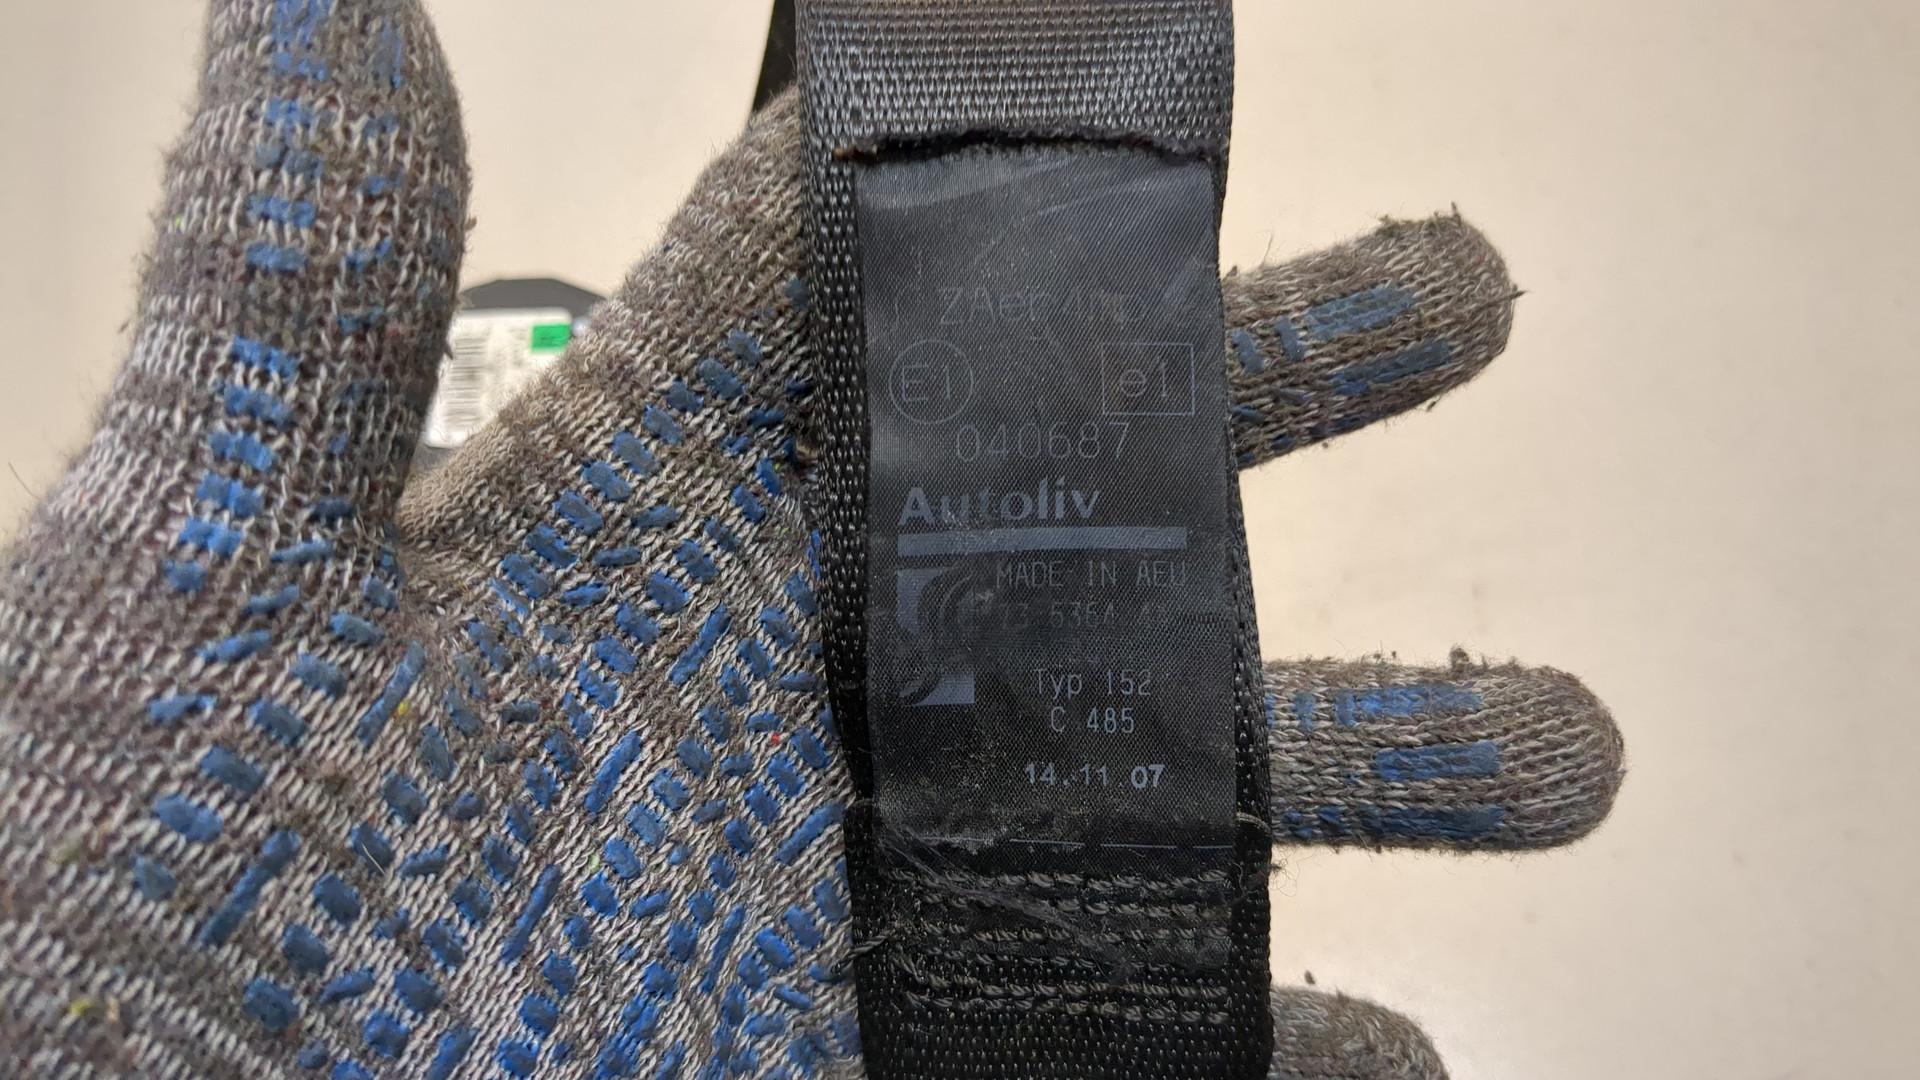 E1 e1
040687
Autoliv
MADE IN AEU
Typ 152
C 485
14.11 07